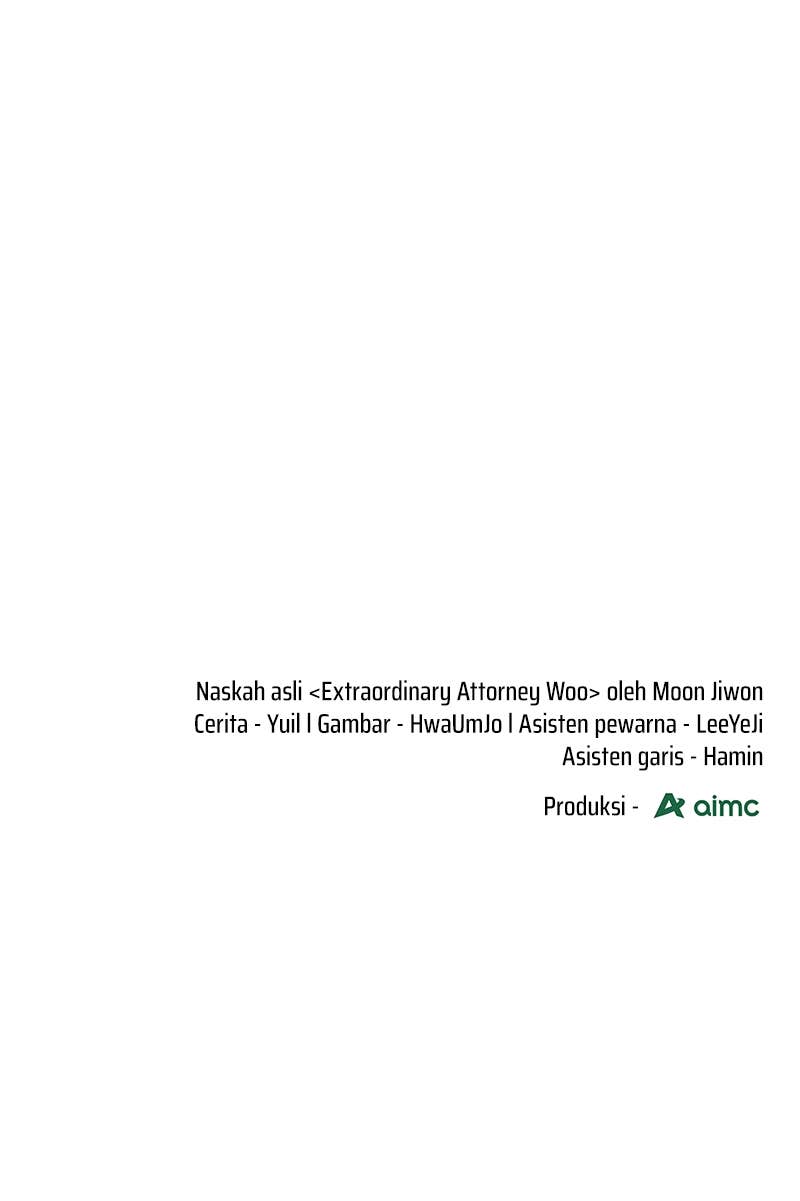 Naskah asli <Extraordinary Attorney Woo> oleh Moon Jiwon
Cerita - Yuil l Gambar - HwaUmJo l Asisten pewarna - LeeYeJi
Asisten garis - Hamin
Produksi - aimc